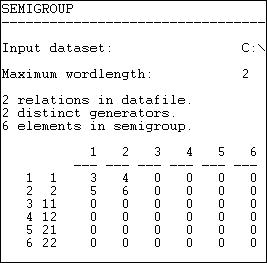 SEMIGROUP
Input dataset: C:\
Maximum wordlength: 2
2 relations in datafile.
2 distinct generators.
6 elements in semigroup.
1 2 3 4 5 6
--- --- --- --- --- ---
1 1 3 4 0 0 0 0
2 2 5 6 0 0 0 0
3 11 0 0 0 0 0 0
4 12 0 0 0 0 0 0
5 21 0 0 0 0 0 0
6 22 0 0 0 0 0 0